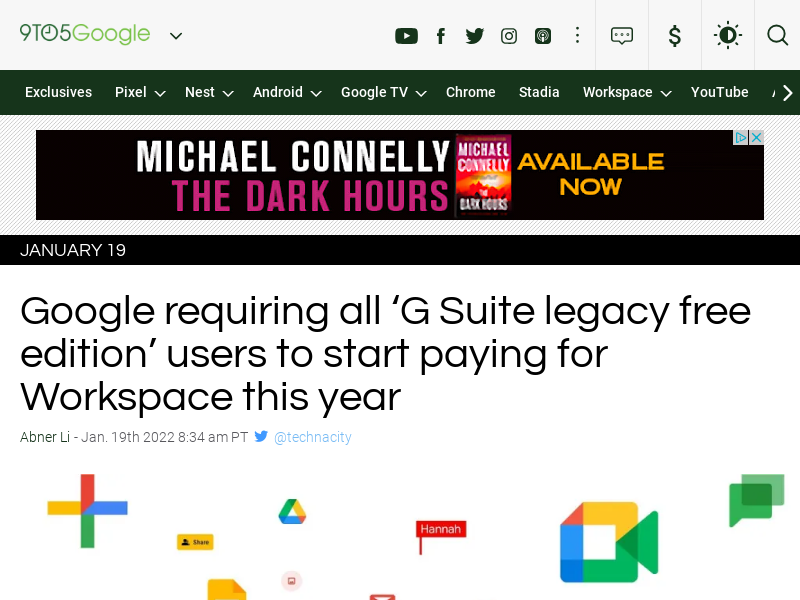 9TO5Google
Exclusives Pixel Nest Android Google TV Chrome Stadia Workspace YouTube
MICHAEL CONNELLY
THE DARK HOURS
MICHAEL
CONNELLY
THE
DARK HOURS
AVAILABLE
NOW
JANUARY 19
Google requiring all ‘G Suite legacy free
edition’ users to start paying for
Workspace this year
Abner Li - Jan. 19th 2022 8:34 am PT @technacity
Share
Hannah